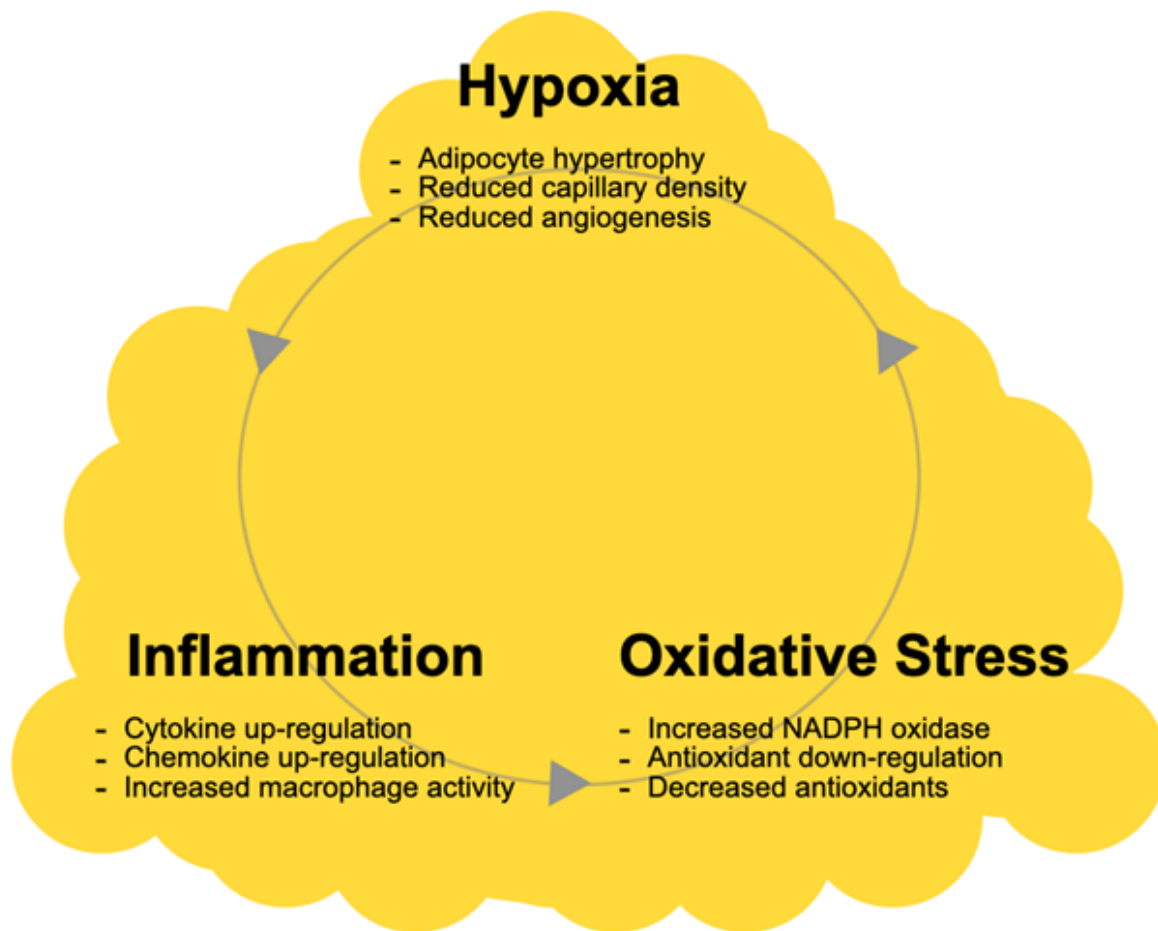 Hypoxia
- Adipocyte hypertrophy
- Reduced capillary density
- Reduced angiogenesis
Inflammation
- Cytokine up-regulation
- Chemokine up-regulation
- Increased macrophage activity
Oxidative Stress
- Increased NADPH oxidase
- Antioxidant down-regulation
- Decreased antioxidants